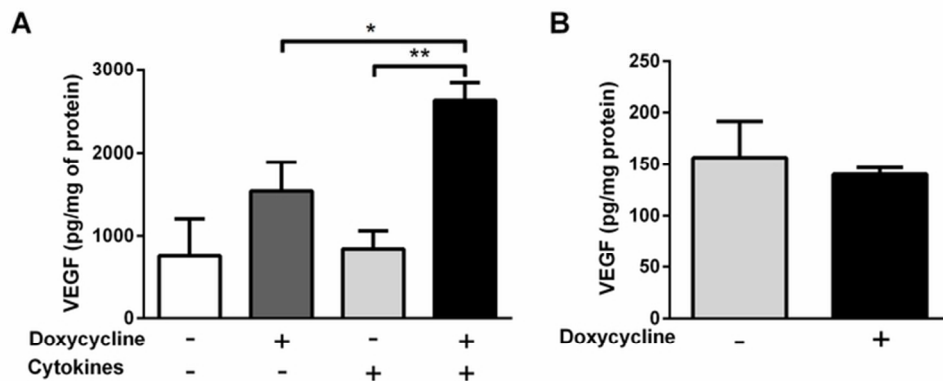 A
B
*
**
VEGF (pg/mg of protein)
3000
2000
1000
0
Doxycycline - + - +
Cytokines - - + +
VEGF (pg/mg protein)
250
200
150
100
50
0
Doxycycline - +